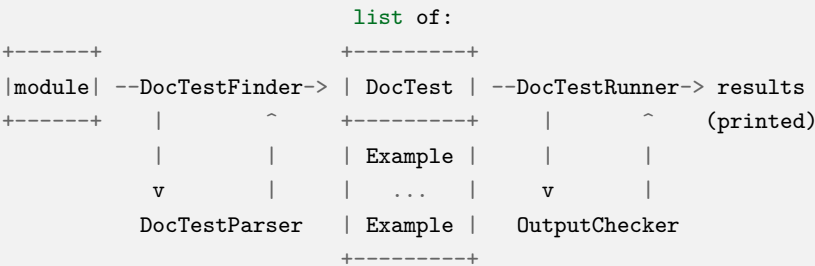 list of:
+------+                   +---------+
|module| --DocTestFinder-> | DocTest | --DocTestRunner-> results
+------+    |        ^     +---------+     |       ^    (printed)
            |        |     | Example |     |       |
            v        |     |   ...   |     v       |
           DocTestParser   | Example |   OutputChecker
                           +---------+